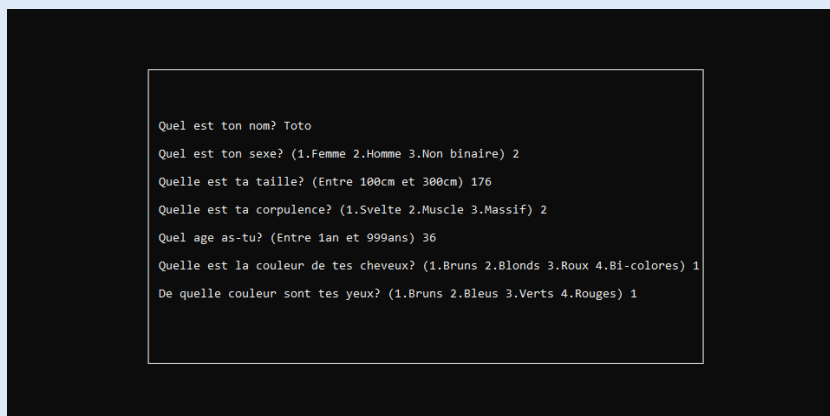 Quel est ton nom? Toto
Quel est ton sexe? (1.Femme 2.Homme 3.Non binaire) 2
Quelle est ta taille? (Entre 100cm et 300cm) 176
Quelle est ta corpulence? (1.Svelte 2.Muscle 3.Massif) 2
Quel age as-tu? (Entre 1an et 999ans) 36
Quelle est la couleur de tes cheveux? (1.Bruns 2.Blonds 3.Roux 4.Bi-colores) 1
De quelle couleur sont tes yeux? (1.Bruns 2.Bleus 3.Verts 4.Rouges) 1